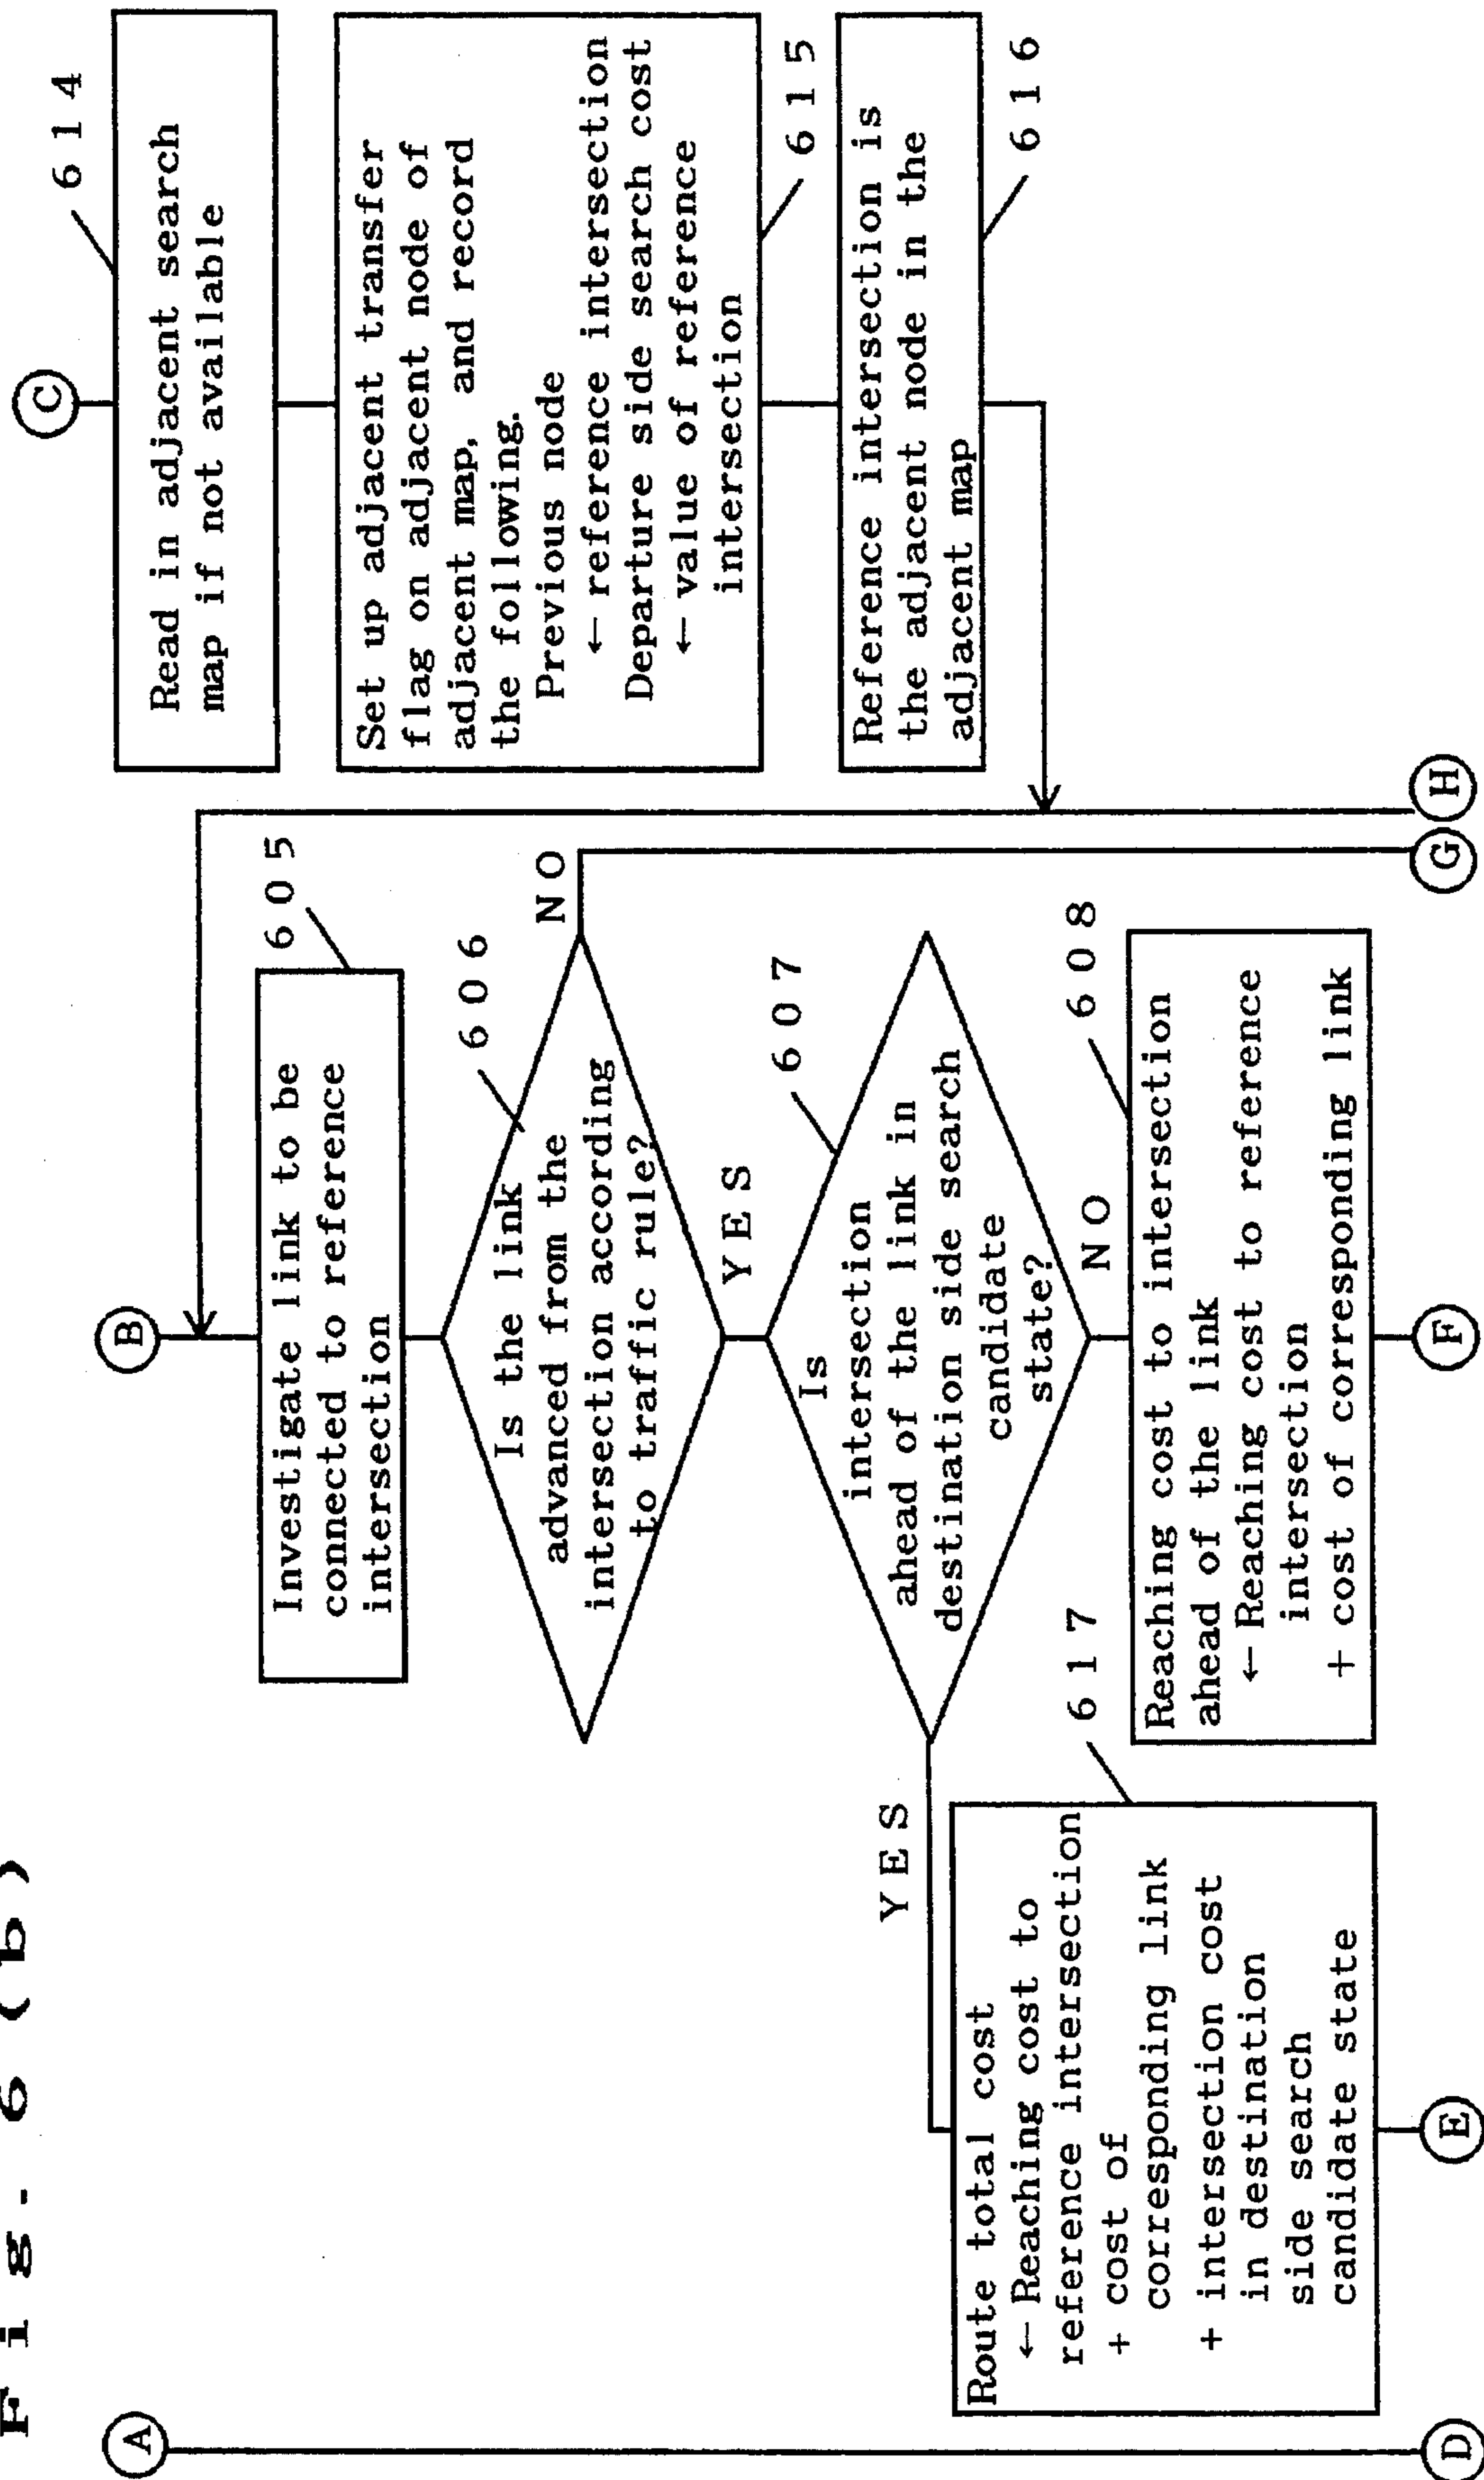 Fig. 6 (b)
A
B
C
Investigate link to be
connected to reference
intersection
605
Is the link
advanced from the
intersection according
to traffic rule?
606
NO
YES
Is
intersection
ahead of the link in
destination side search
candidate
state?
607
YES
NO
Route total cost
← Reaching cost to
reference intersection
+ cost of
corresponding link
+ intersection cost
in destination
side search
candidate state
617
Reaching cost to intersection
ahead of the link
← Reaching cost to reference
intersection
+ cost of corresponding link
608
Read in adjacent search
map if not available
614
Set up adjacent transfer
flag on adjacent node of
adjacent map, and record
the following.
Previous node
← reference intersection
Departure side search cost
← value of reference
intersection
615
Reference intersection is
the adjacent node in the
adjacent map
616
D
E
F
G
H